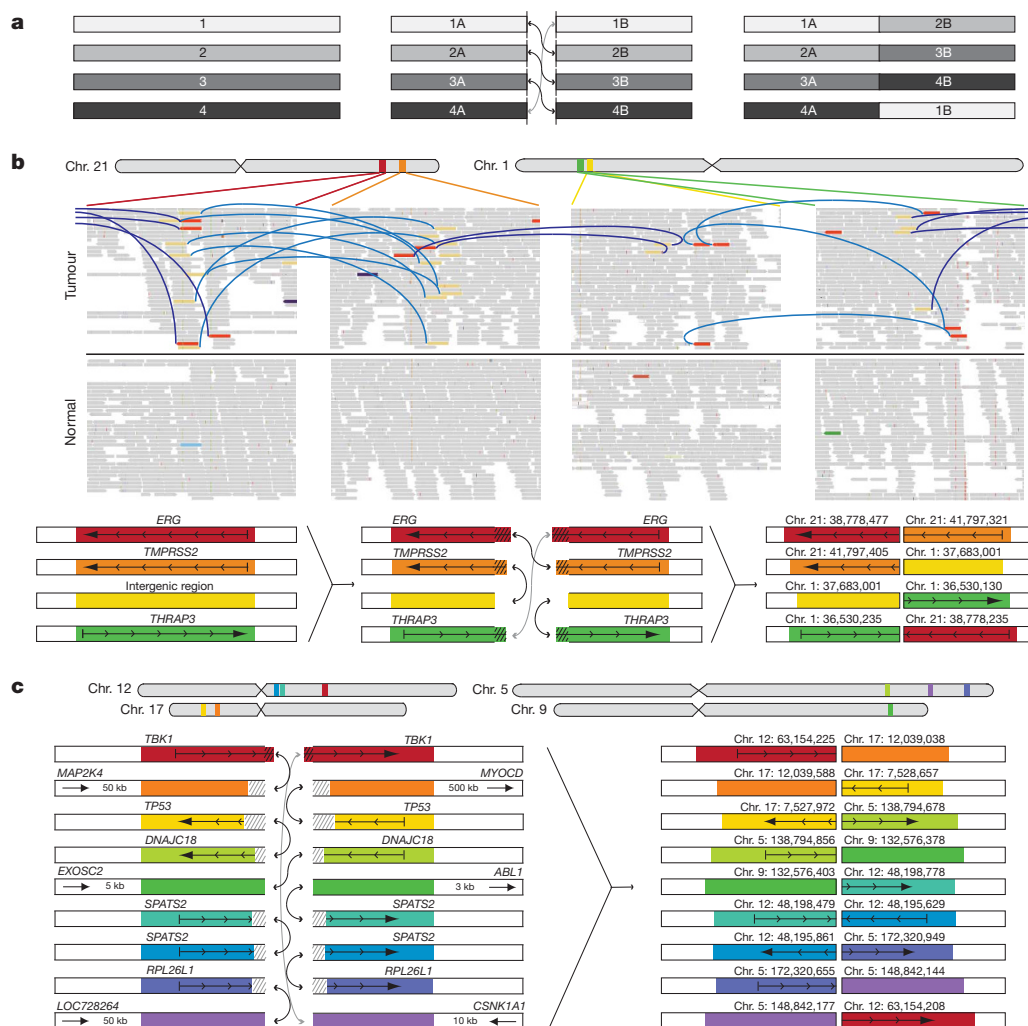 a
1 1A 1B 1A 2B
2 2A 2B 2A 3B
3 3A 3B 3A 4B
4 4A 4B 4A 1B
b
Chr. 21 Chr. 1
Tumour
Normal
ERG ERG ERG Chr. 21: 38,778,477 Chr. 21: 41,797,321
TMPRSS2 TMPRSS2 TMPRSS2 Chr. 21: 41,797,405 Chr. 1: 37,683,001
Intergenic region Chr. 1: 37,683,001 Chr. 1: 36,530,130
THRAP3 THRAP3 THRAP3 Chr. 1: 36,530,235 Chr. 21: 38,778,235
c
Chr. 12 Chr. 5
Chr. 17 Chr. 9
TBK1 TBK1 Chr. 12: 63,154,225 Chr. 17: 12,039,038
MAP2K4 MYOCD Chr. 17: 12,039,588 Chr. 17: 7,528,657
50 kb 500 kb
TP53 TP53 Chr. 17: 7,527,972 Chr. 5: 138,794,678
DNAJC18 DNAJC18 Chr. 5: 138,794,856 Chr. 9: 132,576,378
EXOSC2 ABL1 Chr. 9: 132,576,403 Chr. 12: 48,198,778
5 kb 3 kb
SPATS2 SPATS2 Chr. 12: 48,198,479 Chr. 12: 48,195,629
SPATS2 SPATS2 Chr. 12: 48,195,861 Chr. 5: 172,320,949
RPL26L1 RPL26L1 Chr. 5: 172,320,655 Chr. 5: 148,842,144
LOC728264 CSNK1A1 Chr. 5: 148,842,177 Chr. 12: 63,154,208
50 kb 10 kb